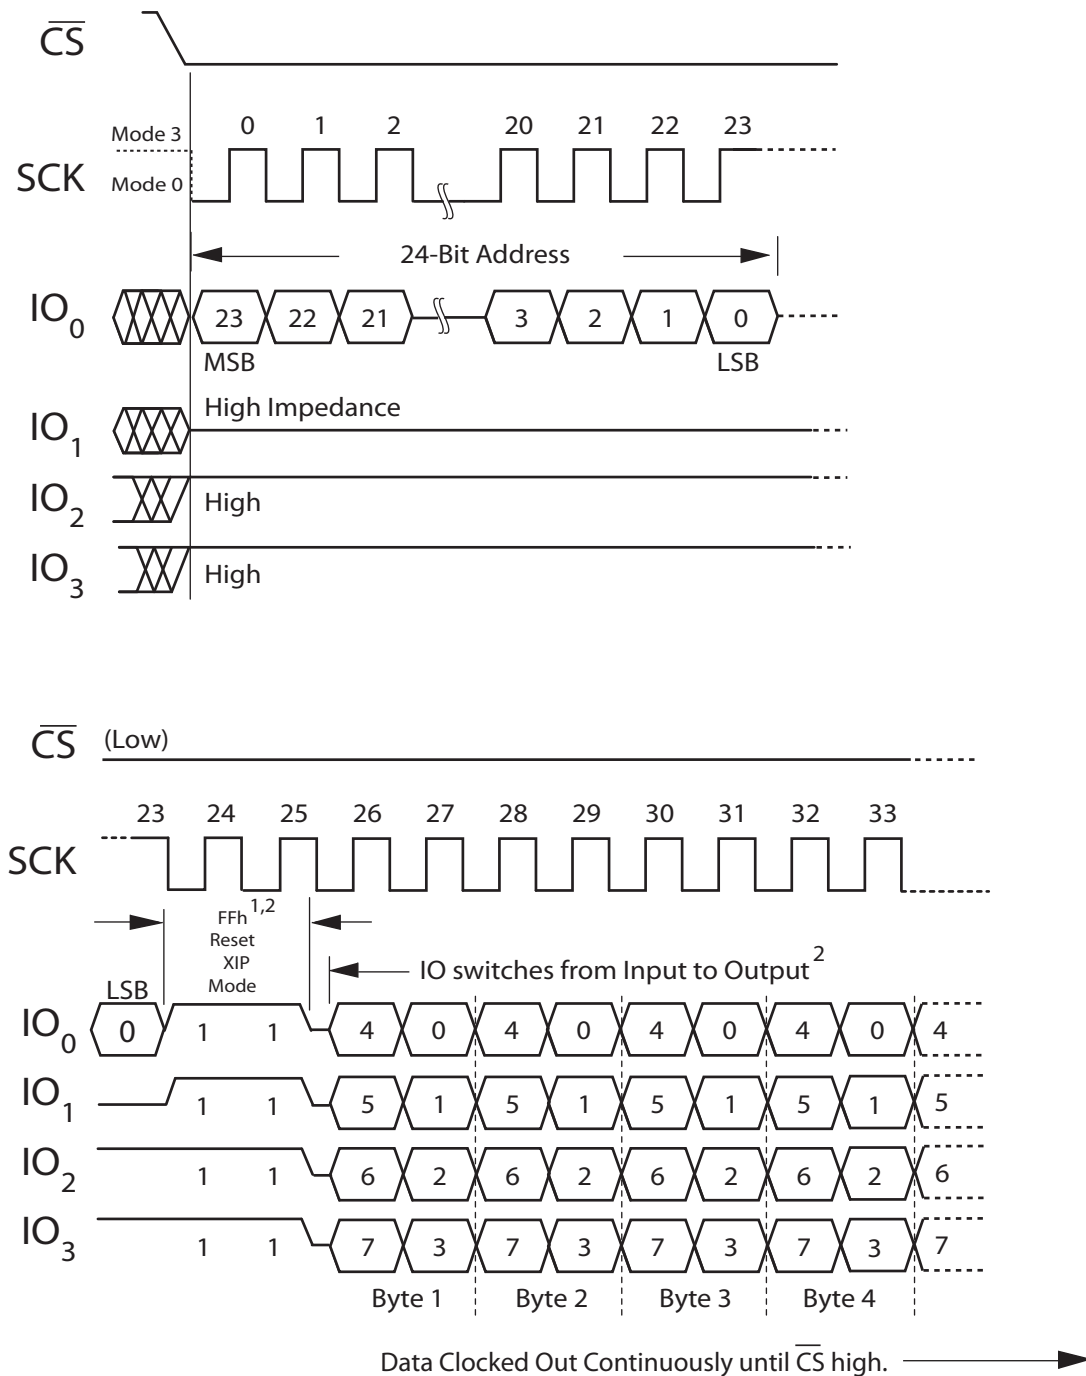 CS
Mode 3
0 1 2 20 21 22 23
SCK
Mode 0
24-Bit Address
IO0
23 22 21 3 2 1 0
MSB LSB
IO1
High Impedance
IO2
High
IO3
High
CS (Low)
23 24 25 26 27 28 29 30 31 32 33
SCK
FFh 1,2
Reset
XIP
Mode
IO switches from Input to Output 2
LSB
IO0 0 1 1 4 0 4 0 4 0 4 0 4
IO1 1 1 5 1 5 1 5 1 5 1 5
IO2 1 1 6 2 6 2 6 2 6 2 6
IO3 1 1 7 3 7 3 7 3 7 3 7
Byte 1 Byte 2 Byte 3 Byte 4
Data Clocked Out Continuously until CS high.